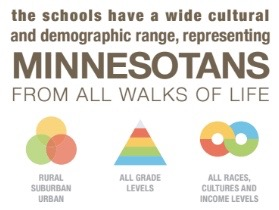 the schools have a wide cultural
and demographic range, representing
MINNESOTANS
FROM ALL WALKS OF LIFE
RURAL
SUBURBAN
URBAN
ALL GRADE
LEVELS
ALL RACES,
CULTURES AND
INCOME LEVELS